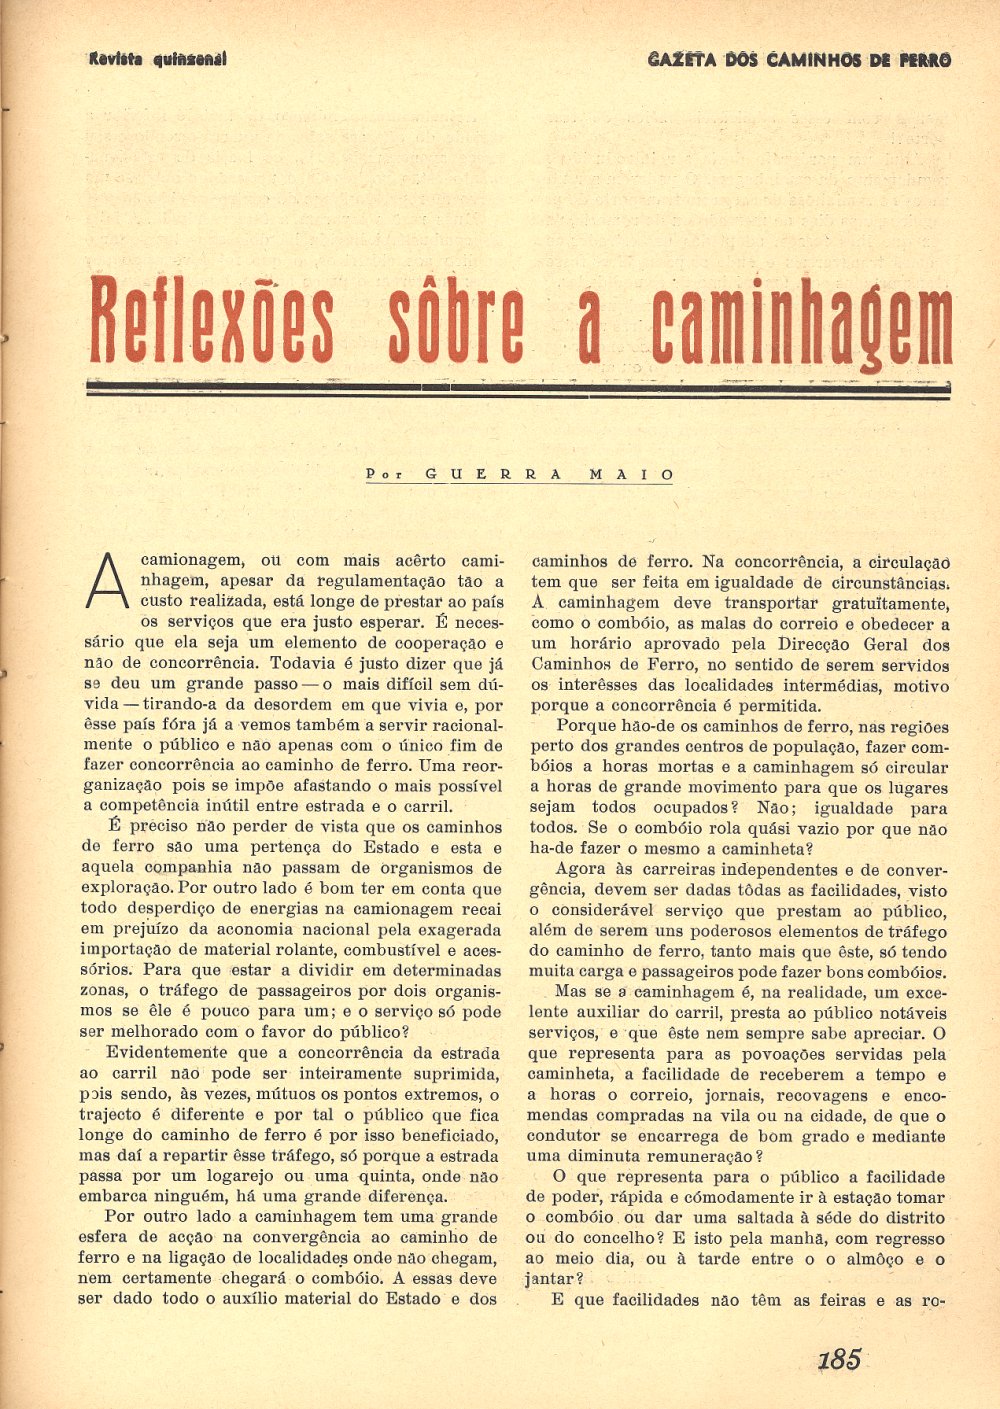 Revista quinzenal
GAZETA DOS CAMINHOS DE FERRO
Reflexões sôbre a caminhagem
Por GUERRA MAIO
A camionagem, ou com mais acêrto cami-
nhagem, apesar da regulamentação tão a
custo realizada, está longe de prestar ao país
os serviços que era justo esperar. É neces-
sário que ela seja um elemento de cooperação e
não de concorrência. Todavia é justo dizer que já
se deu um grande passo — o mais difícil sem dú-
vida — tirando-a da desordem em que vivia e, por
êsse país fóra já a vemos também a servir racional-
mente o público e não apenas com o único fim de
fazer concorrência ao caminho de ferro. Uma reor-
ganização pois se impõe afastando o mais possível
a competência inútil entre estrada e o carril.
É preciso não perder de vista que os caminhos
de ferro são uma pertença do Estado e esta e
aquela companhia não passam de organismos de
exploração. Por outro lado é bom ter em conta que
todo desperdiço de energias na camionagem recai
em prejuízo da aconomia nacional pela exagerada
importação de material rolante, combustível e aces-
sórios. Para que estar a dividir em determinadas
zonas, o tráfego de passageiros por dois organis-
mos se êle é pouco para um; e o serviço só pode
ser melhorado com o favor do público?
Evidentemente que a concorrência da estrada
ao carril não pode ser inteiramente suprimida,
pois sendo, às vezes, mútuos os pontos extremos, o
trajecto é diferente e por tal o público que fica
longe do caminho de ferro é por isso beneficiado,
mas daí a repartir êsse tráfego, só porque a estrada
passa por um logarejo ou uma quinta, onde não
embarca ninguém, há uma grande diferença.
Por outro lado a caminhagem tem uma grande
esfera de acção na convergência ao caminho de
ferro e na ligação de localidades onde não chegam,
nem certamente chegará o combóio. A essas deve
ser dado todo o auxílio material do Estado e dos
caminhos de ferro. Na concorrência, a circulação
tem que ser feita em igualdade de circunstâncias.
A caminhagem deve transportar gratuïtamente,
como o combóio, as malas do correio e obedecer a
um horário aprovado pela Direcção Geral dos
Caminhos de Ferro, no sentido de serem servidos
os interêsses das localidades intermédias, motivo
porque a concorrência é permitida.
Porque hão-de os caminhos de ferro, nas regiões
perto dos grandes centros de população, fazer com-
bóios a horas mortas e a caminhagem só circular
a horas de grande movimento para que os lugares
sejam todos ocupados? Não; igualdade para
todos. Se o combóio rola quási vazio por que não
ha-de fazer o mesmo a caminheta?
Agora às carreiras independentes e de conver-
gência, devem ser dadas tôdas as facilidades, visto
o considerável serviço que prestam ao público,
além de serem uns poderosos elementos de tráfego
do caminho de ferro, tanto mais que êste, só tendo
muita carga e passageiros pode fazer bons combóios.
Mas se a caminhagem é, na realidade, um exce-
lente auxiliar do carril, presta ao público notáveis
serviços, e que êste nem sempre sabe apreciar. O
que representa para as povoações servidas pela
caminheta, a facilidade de receberem a tempo e
a horas o correio, jornais, recovagens e enco-
mendas compradas na vila ou na cidade, de que o
condutor se encarrega de bom grado e mediante
uma diminuta remuneração?
O que representa para o público a facilidade
de poder, rápida e cómodamente ir à estação tomar
o combóio ou dar uma saltada à séde do distrito
ou do concelho? E isto pela manhã, com regresso
ao meio dia, ou à tarde entre o o almôço e o
jantar?
E que facilidades não têm as feiras e as ro-
185